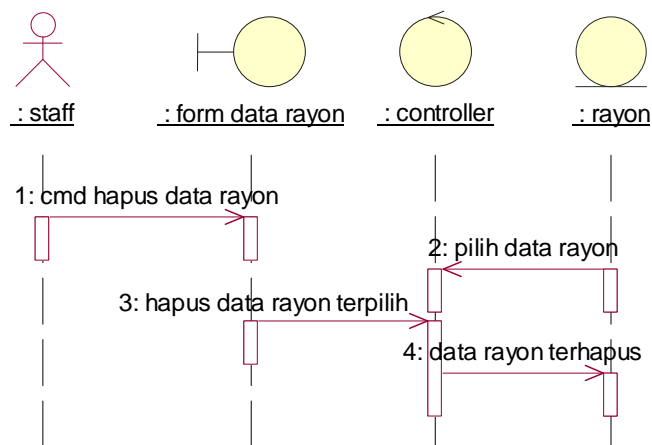 : staff
: form data rayon
: controller
: rayon
1: cmd hapus data rayon
2: pilih data rayon
3: hapus data rayon terpilih
4: data rayon terhapus